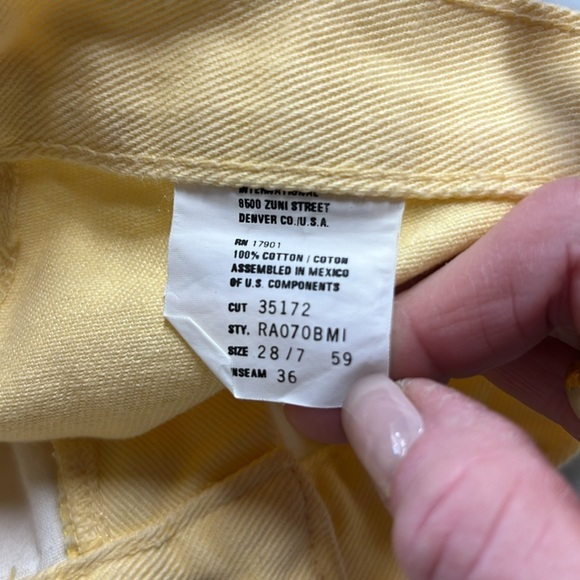 INTERNATIONAL
8500 ZUNI STREET
DENVER CO./U.S.A.
RN 17901
100% COTTON / COTON
ASSEMBLED IN MEXICO
OF U.S. COMPONENTS
CUT 35172
STY. RA070BMI
SIZE 28/7 59
INSEAM 36